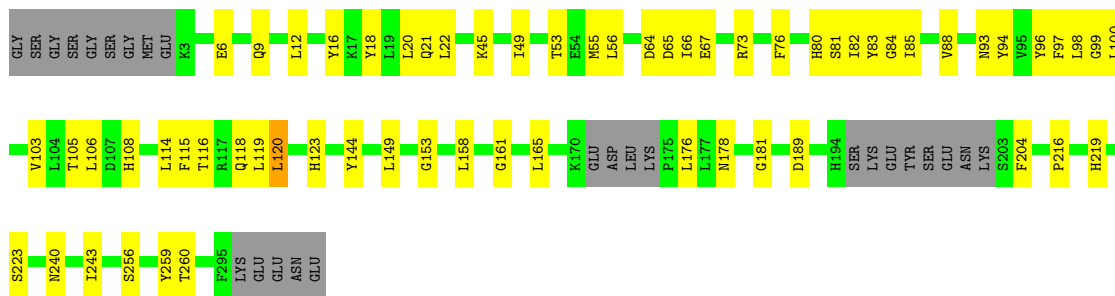 GLY SER GLY SER GLY SER GLY MET GLU K3 E6 Q9 L12 Y16 K17 Y18 L19 L20 Q21 L22 K45 I49 T53 E54 M55 L56 D64 D65 I66 E67 R73 F76 H80 S81 I82 Y83 G84 I85 V88 N93 Y94 V95 Y96 F97 L98 G99 L100
V103 L104 T105 L106 D107 H108 L114 F115 T116 R117 Q118 L119 L120 H123 Y144 L149 G153 L158 G161 L165 K170 GLU ASP LEU LYS P175 L176 L177 N178 G181 D189 H194 SER LYS GLU TYR SER GLU ASN LYS S203 F204 P216 H219
S223 N240 I243 S256 Y259 T260 F295 LYS GLU GLU ASN GLU